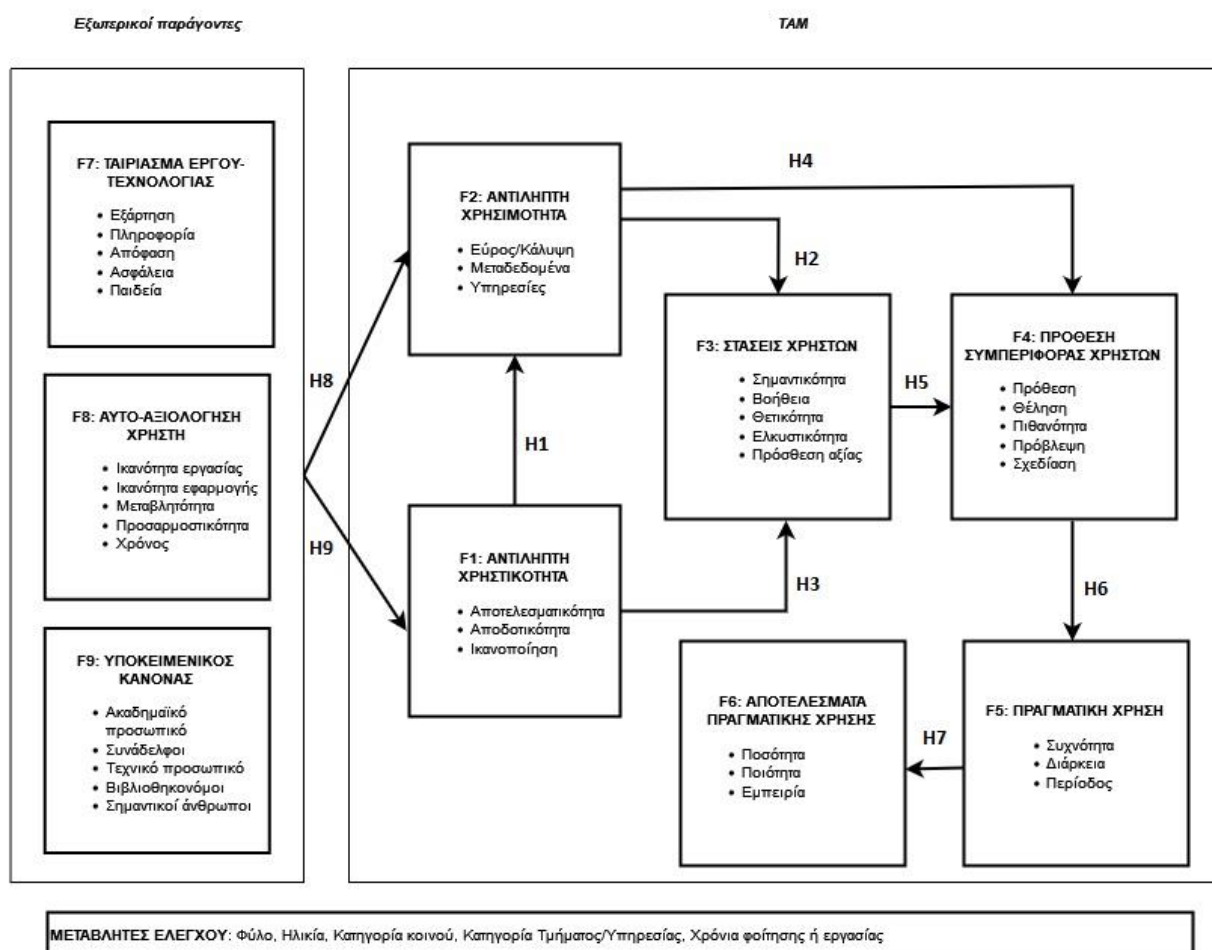 Εξωτερικοί παράγοντες
TAM
F7: ΤΑΙΡΙΑΣΜΑ ΕΡΓΟΥ-
ΤΕΧΝΟΛΟΓΙΑΣ
• Εξάρτηση
• Πληροφορία
• Απόφαση
• Ασφάλεια
• Παιδεία
F8: ΑΥΤΟ-ΑΞΙΟΛΟΓΗΣΗ
ΧΡΗΣΤΗ
• Ικανότητα εργασίας
• Ικανότητα εφαρμογής
• Μεταβλητότητα
• Προσαρμοστικότητα
• Χρόνος
F9: ΥΠΟΚΕΙΜΕΝΙΚΟΣ
ΚΑΝΟΝΑΣ
• Ακαδημαϊκό
προσωπικό
• Συνάδελφοι
• Τεχνικό προσωπικό
• Βιβλιοθηκονόμοι
• Σημαντικοί άνθρωποι
H8
H9
F2: ΑΝΤΙΛΗΠΤΗ
ΧΡΗΣΙΜΟΤΗΤΑ
• Εύρος/Κάλυψη
• Μεταδεδομένα
• Υπηρεσίες
H1
F1: ΑΝΤΙΛΗΠΤΗ
ΧΡΗΣΤΙΚΟΤΗΤΑ
• Αποτελεσματικότητα
• Αποδοτικότητα
• Ικανοποίηση
H4
H2
H3
F3: ΣΤΑΣΕΙΣ ΧΡΗΣΤΩΝ
• Σημαντικότητα
• Βοήθεια
• Θετικότητα
• Ελκυστικότητα
• Πρόσθεση αξίας
H5
F4: ΠΡΟΘΕΣΗ
ΣΥΜΠΕΡΙΦΟΡΑΣ ΧΡΗΣΤΩΝ
• Πρόθεση
• Θέληση
• Πιθανότητα
• Πρόβλεψη
• Σχεδίαση
H6
F5: ΠΡΑΓΜΑΤΙΚΗ ΧΡΗΣΗ
• Συχνότητα
• Διάρκεια
• Περίοδος
H7
F6: ΑΠΟΤΕΛΕΣΜΑΤΑ
ΠΡΑΓΜΑΤΙΚΗΣ ΧΡΗΣΗΣ
• Ποσότητα
• Ποιότητα
• Εμπειρία
ΜΕΤΑΒΛΗΤΕΣ ΕΛΕΓΧΟΥ: Φύλο, Ηλικία, Κατηγορία κοινού, Κατηγορία Τμήματος/Υπηρεσίας, Χρόνια φοίτησης ή εργασίας